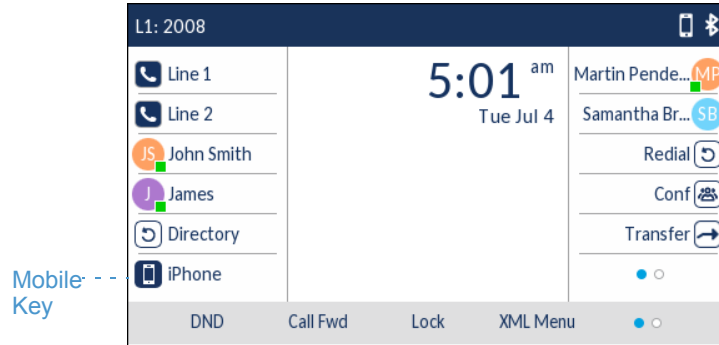 L1: 2008
Line 1
Line 2
JS John Smith
J James
Directory
iPhone
Mobile
Key
5:01 am
Tue Jul 4
Martin Pende... MP
Samantha Br... SB
Redial
Conf
Transfer
DND Call Fwd Lock XML Menu